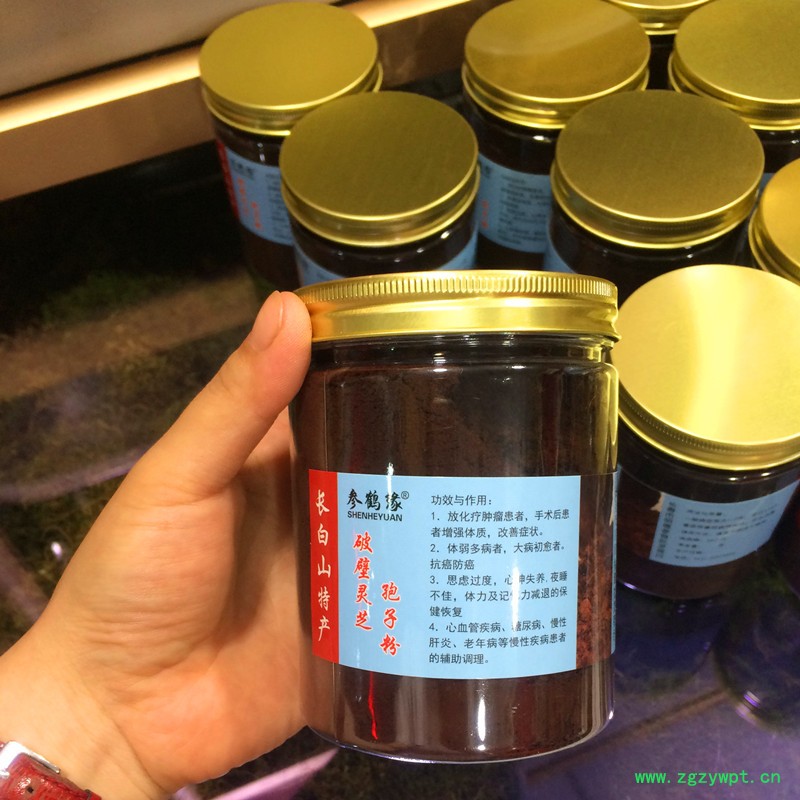 长白山特产
参鹤缘®
SHENHEYUAN
破壁灵芝
孢子粉
功效与作用:
1. 放化疗肿瘤患者, 手术后患
者增强体质, 改善症状。
2. 体弱多病者, 大病初愈者。
抗癌防癌
3. 思虑过度, 心神失养.夜睡
不佳, 体力及记忆力减退的保
健恢复
4. 心血管疾病、糖尿病、慢性
肝炎、老年病等慢性疾病患者
的辅助调理。
www.zgzywpt.cn